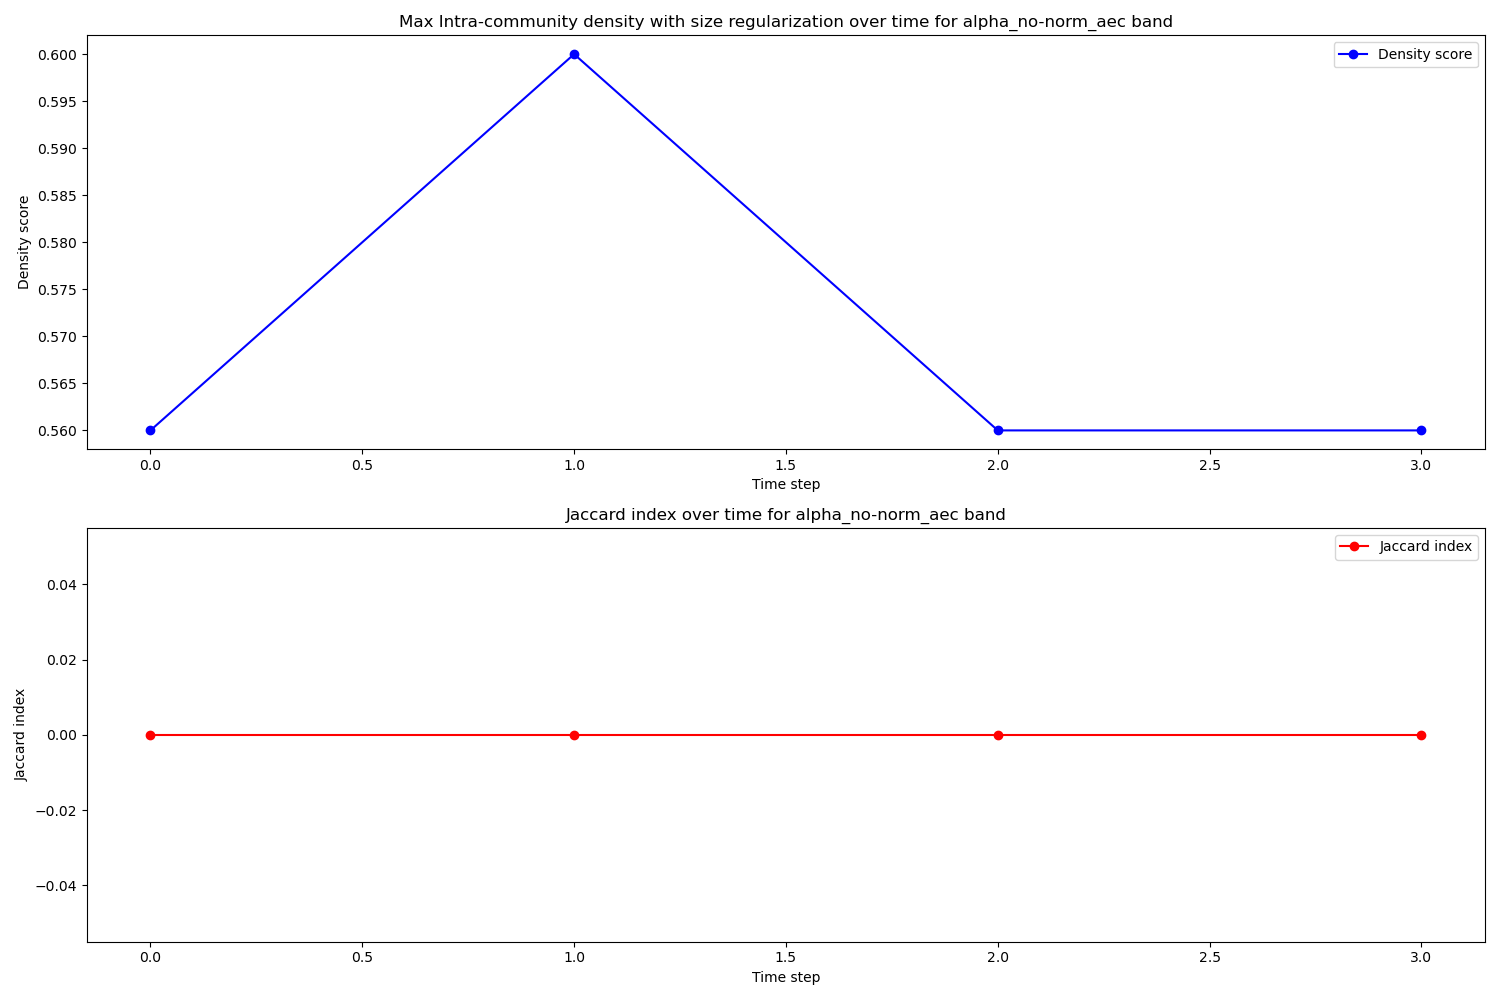 Max Intra-community density with size regularization over time for alpha_no-norm_aec band
Density score
0.600
0.595
0.590
0.585
0.580
0.575
0.570
0.565
0.560
Density score
0.0 0.5 1.0 1.5 2.0 2.5 3.0
Time step
Jaccard index over time for alpha_no-norm_aec band
Jaccard index
0.04
0.02
0.00
−0.02
−0.04
Jaccard index
0.0 0.5 1.0 1.5 2.0 2.5 3.0
Time step